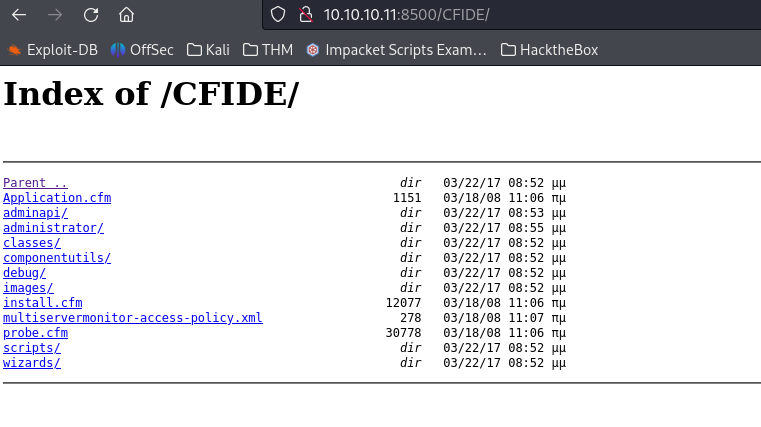 10.10.10.11:8500/CFIDE/
Exploit-DB OffSec Kali THM Impacket Scripts Exam… HacktheBox
Index of /CFIDE/
Parent .. dir 03/22/17 08:52 μμ
Application.cfm 1151 03/18/08 11:06 πμ
adminapi/ dir 03/22/17 08:53 μμ
administrator/ dir 03/22/17 08:55 μμ
classes/ dir 03/22/17 08:52 μμ
componentutils/ dir 03/22/17 08:52 μμ
debug/ dir 03/22/17 08:52 μμ
images/ dir 03/22/17 08:52 μμ
install.cfm 12077 03/18/08 11:06 πμ
multiservermonitor-access-policy.xml 278 03/18/08 11:07 πμ
probe.cfm 30778 03/18/08 11:06 πμ
scripts/ dir 03/22/17 08:52 μμ
wizards/ dir 03/22/17 08:52 μμ